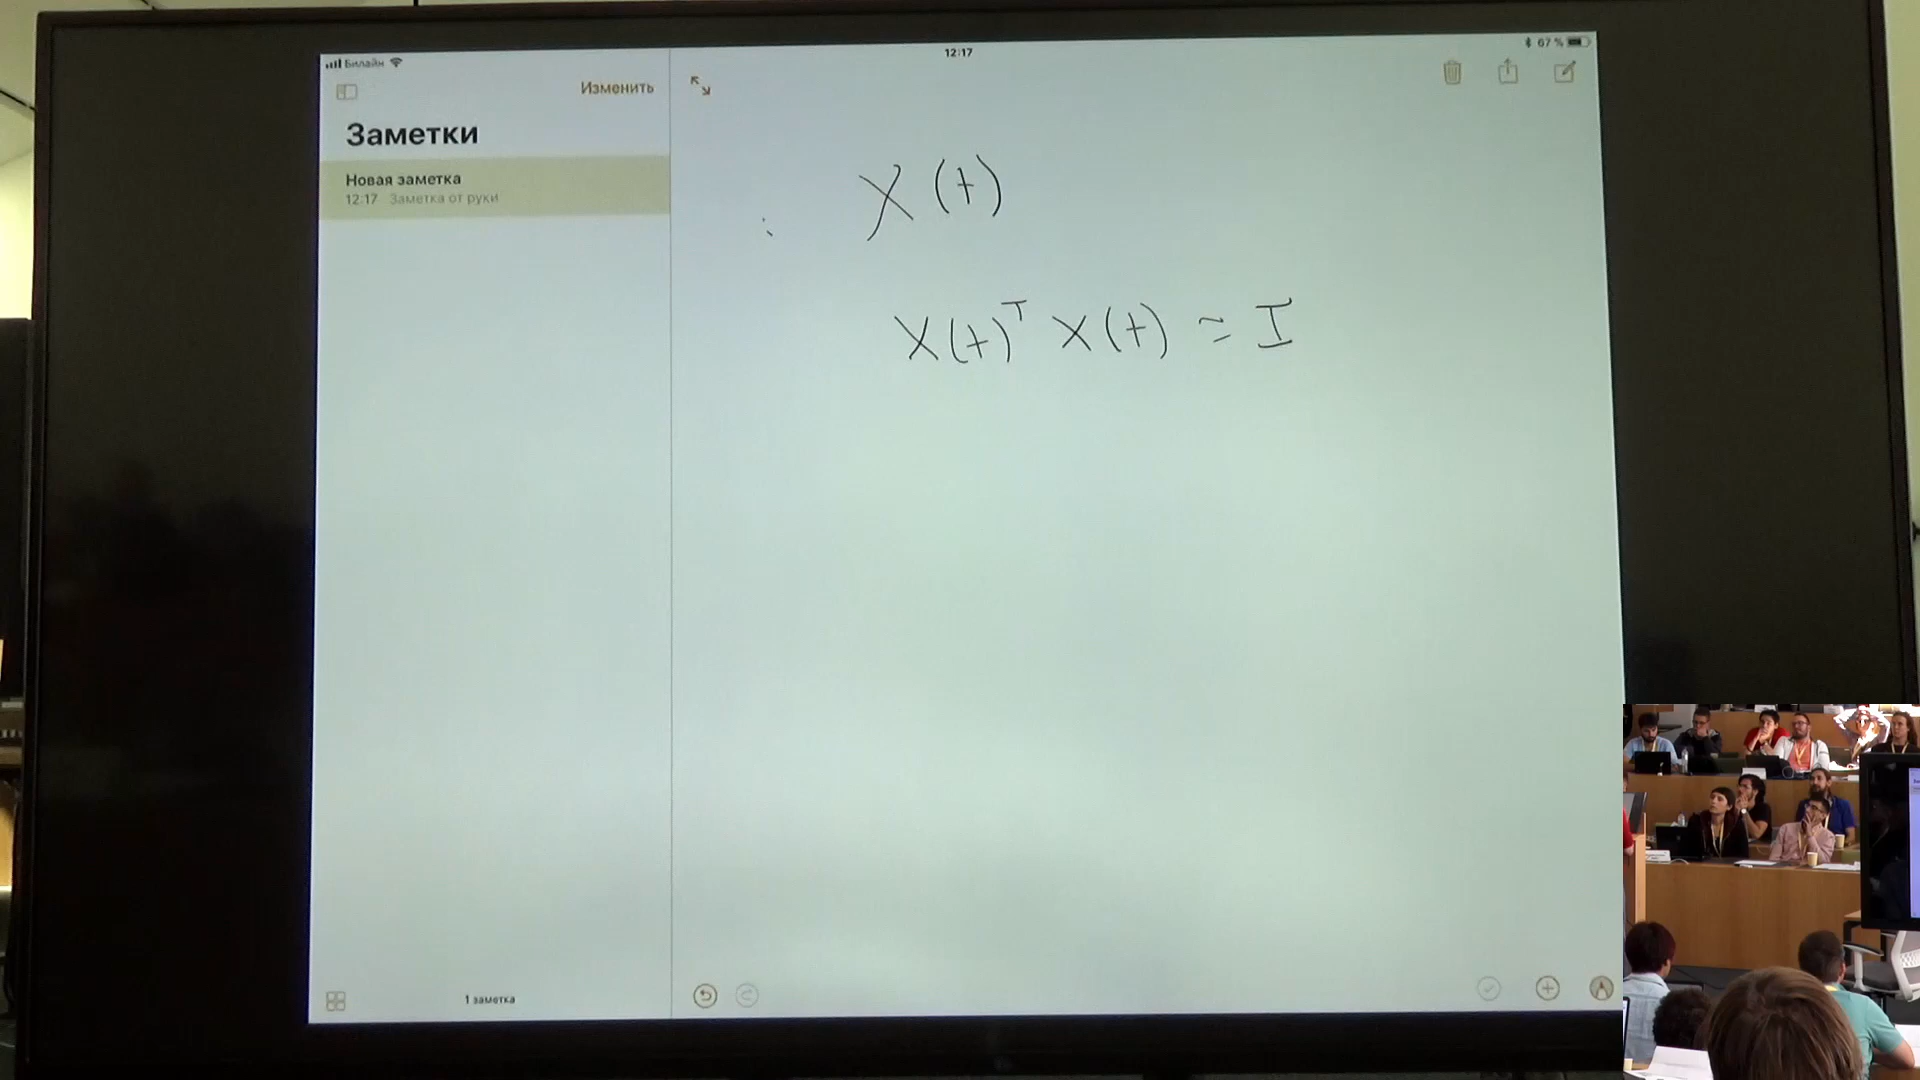 Билайн
12:17
67 %
Изменить
Заметки
Новая заметка
12:17 Заметка от руки
X(t)
X(t)ᵀ X(t) = I
1 заметка